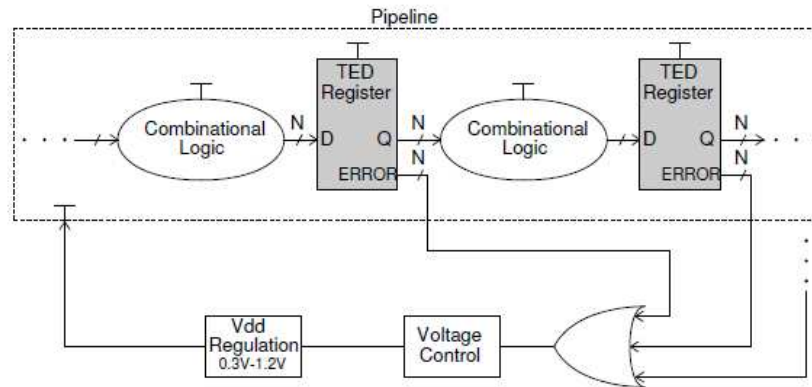 Pipeline
TED
Register
TED
Register
Combinational
Logic
N
D
Q
N
N
ERROR
Combinational
Logic
N
D
Q
N
N
ERROR
Vdd
Regulation
0.3V-1.2V
Voltage
Control